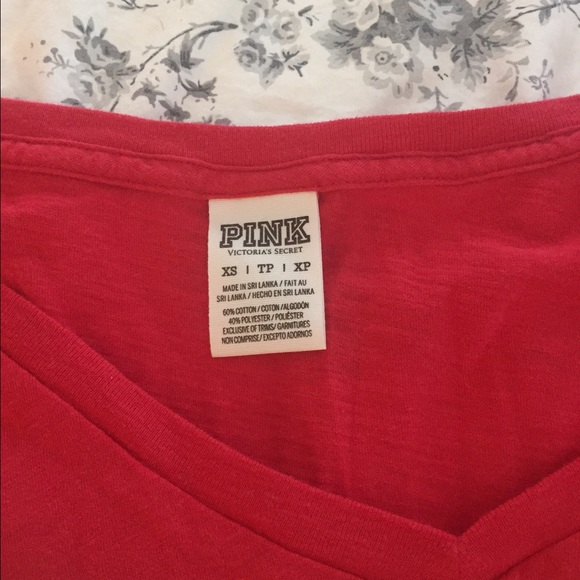 PINK
VICTORIA'S SECRET
XS | TP | XP
MADE IN SRI LANKA / FAIT AU
SRI LANKA / HECHO EN SRI LANKA
60% COTTON / COTON /ALGODÓN
40% POLYESTER / POLIÉSTER
EXCLUSIVE OF TRIMS/ GARNITURES
NON COMPRISE/ EXCEPTO ADORNOS